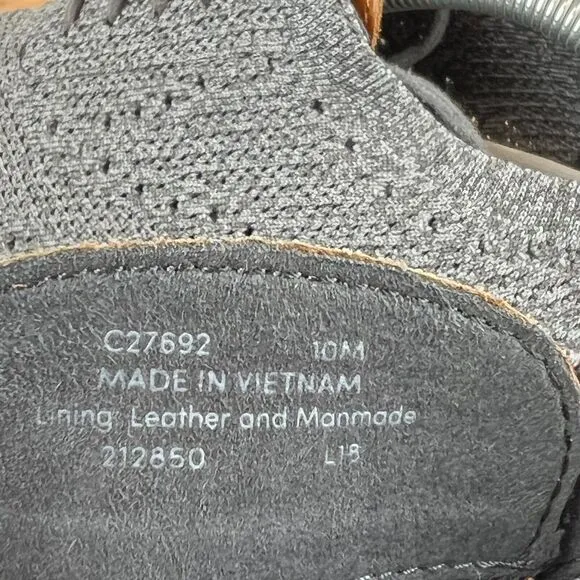 C27692 10M
MADE IN VIETNAM
Lining: Leather and Manmade
212850 L18